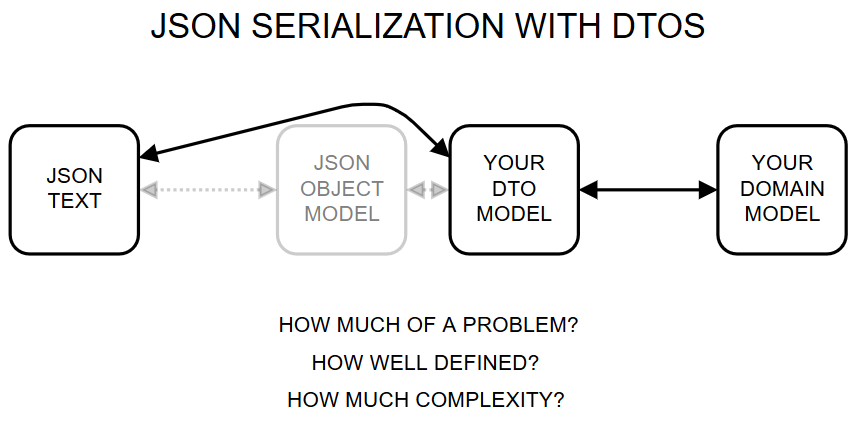 JSON SERIALIZATION WITH DTOS
JSON
TEXT
JSON
OBJECT
MODEL
YOUR
DTO
MODEL
YOUR
DOMAIN
MODEL
HOW MUCH OF A PROBLEM?
HOW WELL DEFINED?
HOW MUCH COMPLEXITY?